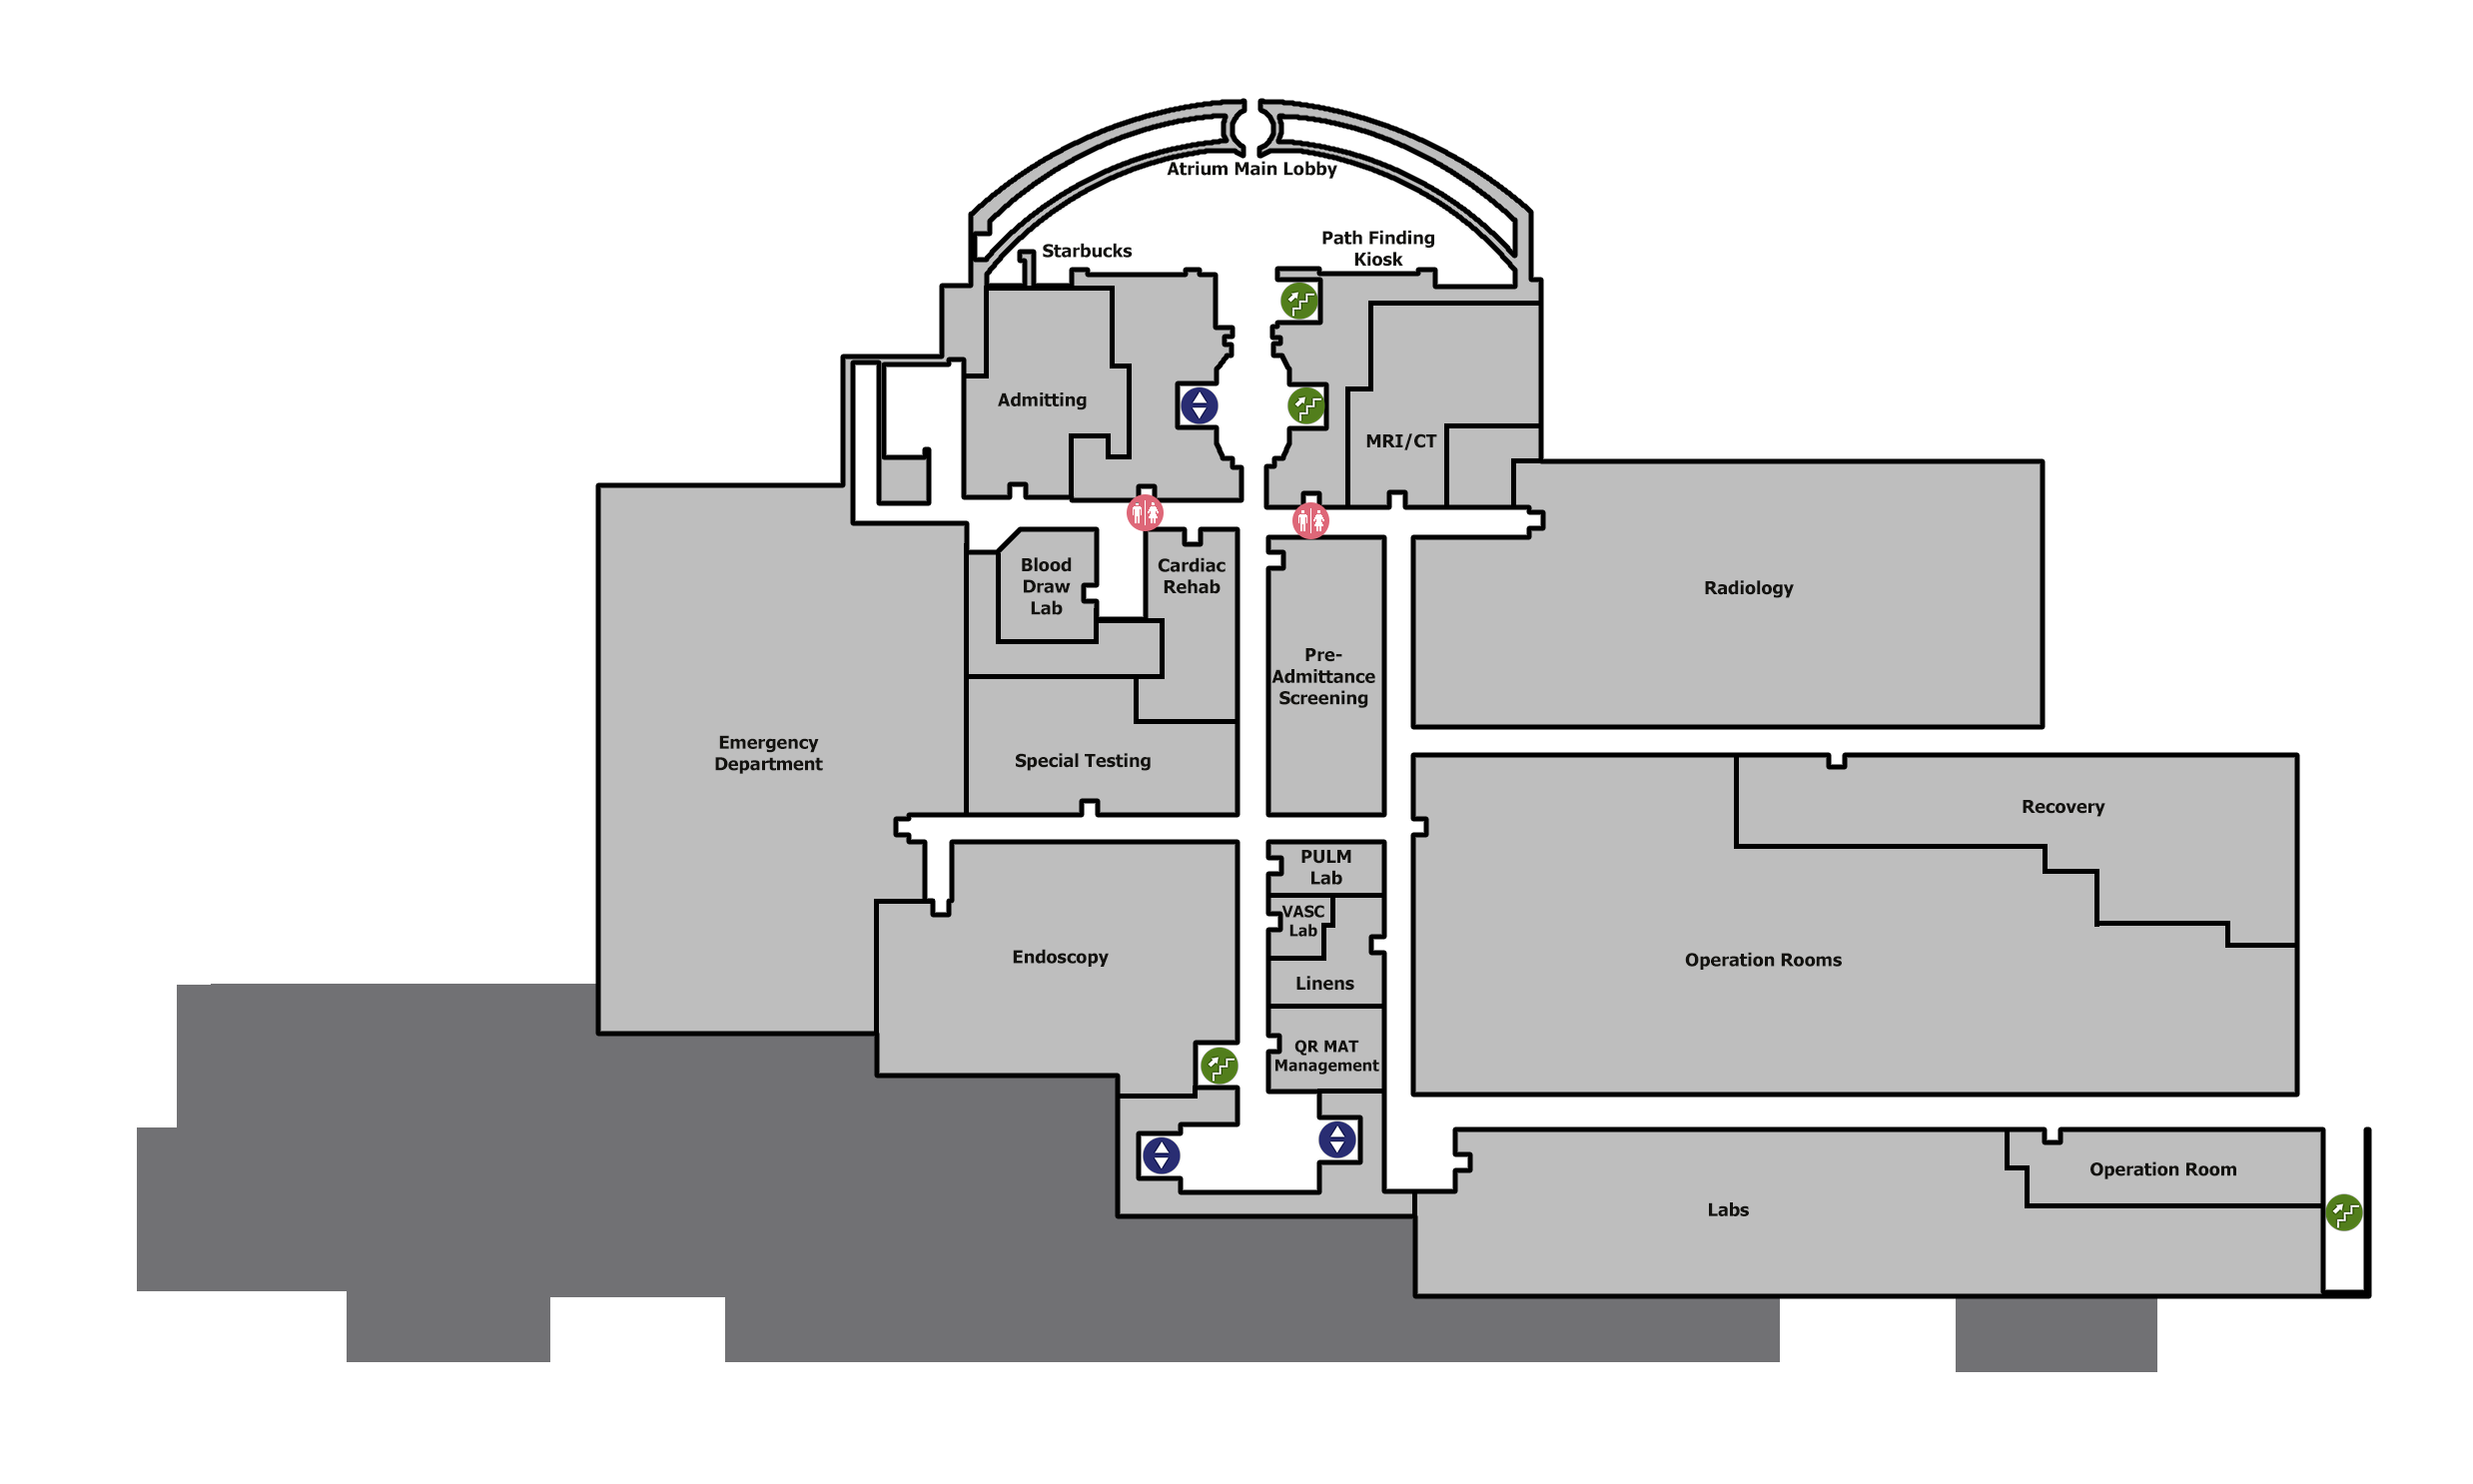 Atrium Main Lobby
Starbucks
Path Finding
Kiosk
Admitting
MRI/CT
Blood
Draw
Lab
Cardiac
Rehab
Radiology
Pre-
Admittance
Screening
Emergency
Department
Special Testing
Recovery
PULM
Lab
VASC
Lab
Endoscopy
Operation Rooms
Linens
QR MAT
Management
Operation Room
Labs